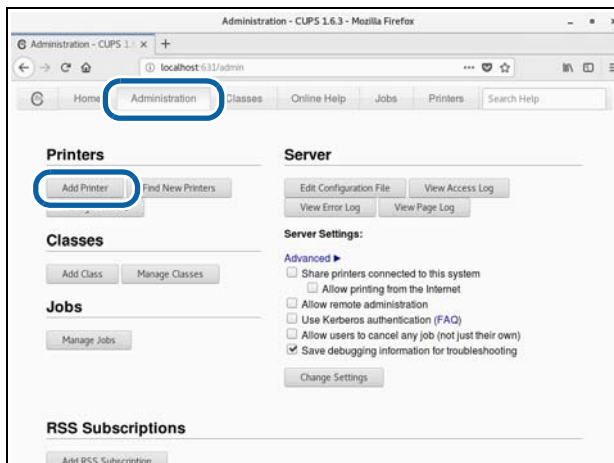 Administration - CUPS 1.6.3 - Mozilla Firefox
Administration - CUPS 1.
localhost:631/admin
Home Administration Classes Online Help Jobs Printers Search Help
Printers
Add Printer Find New Printers
Classes
Add Class Manage Classes
Jobs
Manage Jobs
Server
Edit Configuration File View Access Log
View Error Log View Page Log
Server Settings:
Advanced ▶
Share printers connected to this system
Allow printing from the Internet
Allow remote administration
Use Kerberos authentication (FAQ)
Allow users to cancel any job (not just their own)
Save debugging information for troubleshooting
Change Settings
RSS Subscriptions
Add RSS Subscription